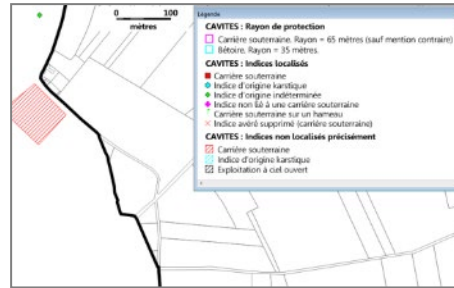 0 100
mètres
Légende
CAVITES : Rayon de protection
Carrière souterraine. Rayon = 65 mètres (sauf mention contraire)
Bétoire. Rayon = 35 mètres.
CAVITES : Indices localisés
Carrière souterraine
Indice d'origine karstique
Indice d'origine indéterminée
Indice non lié à une carrière souterraine
Carrière souterraine sur un hameau
Indice avéré supprimé (carrière souterraine)
CAVITES : Indices non localisés précisément
Carrière souterraine
Indice d'origine karstique
Exploitation à ciel ouvert